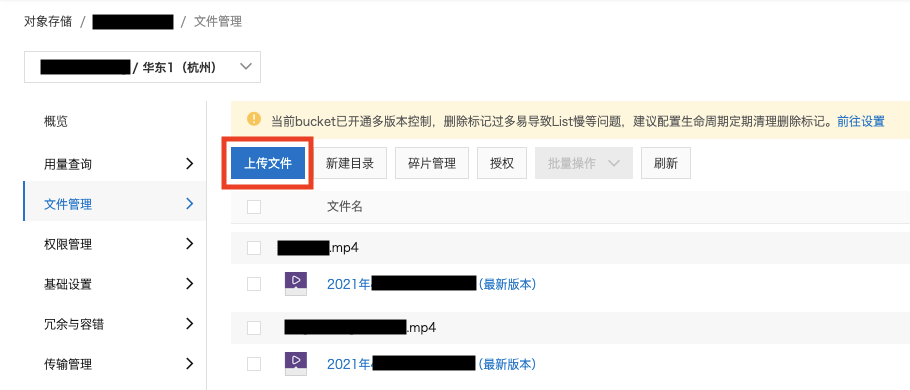 对象存储 / / 文件管理
/ 华东1（杭州）
概览
用量查询
文件管理
权限管理
基础设置
冗余与容错
传输管理
当前bucket已开通多版本控制，删除标记过多易导致List慢等问题，建议配置生命周期定期清理删除标记。前往设置
上传文件 新建目录 碎片管理 授权 批量操作 刷新
文件名
.mp4
2021年 (最新版本)
.mp4
2021年 (最新版本)